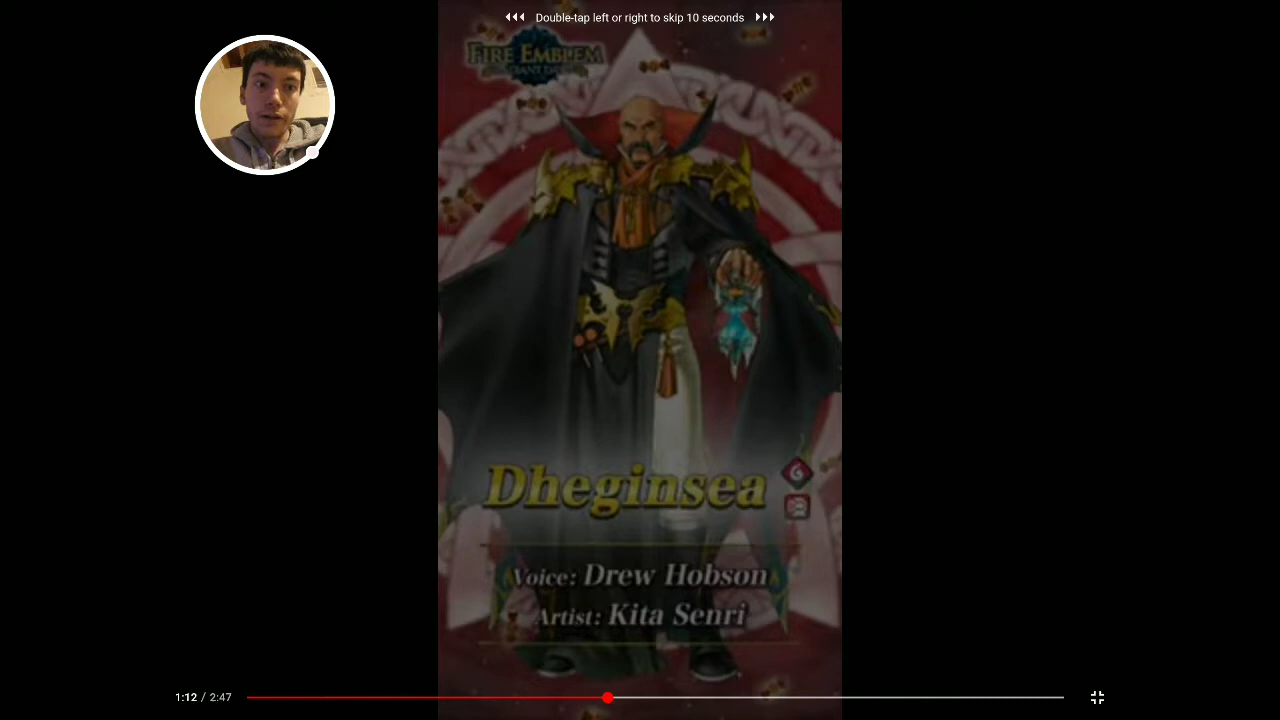 Double-tap left or right to skip 10 seconds
FIRE EMBLEM
Dheginsea
Voice: Drew Hobson
Artist: Kita Senri
1:12 / 2:47